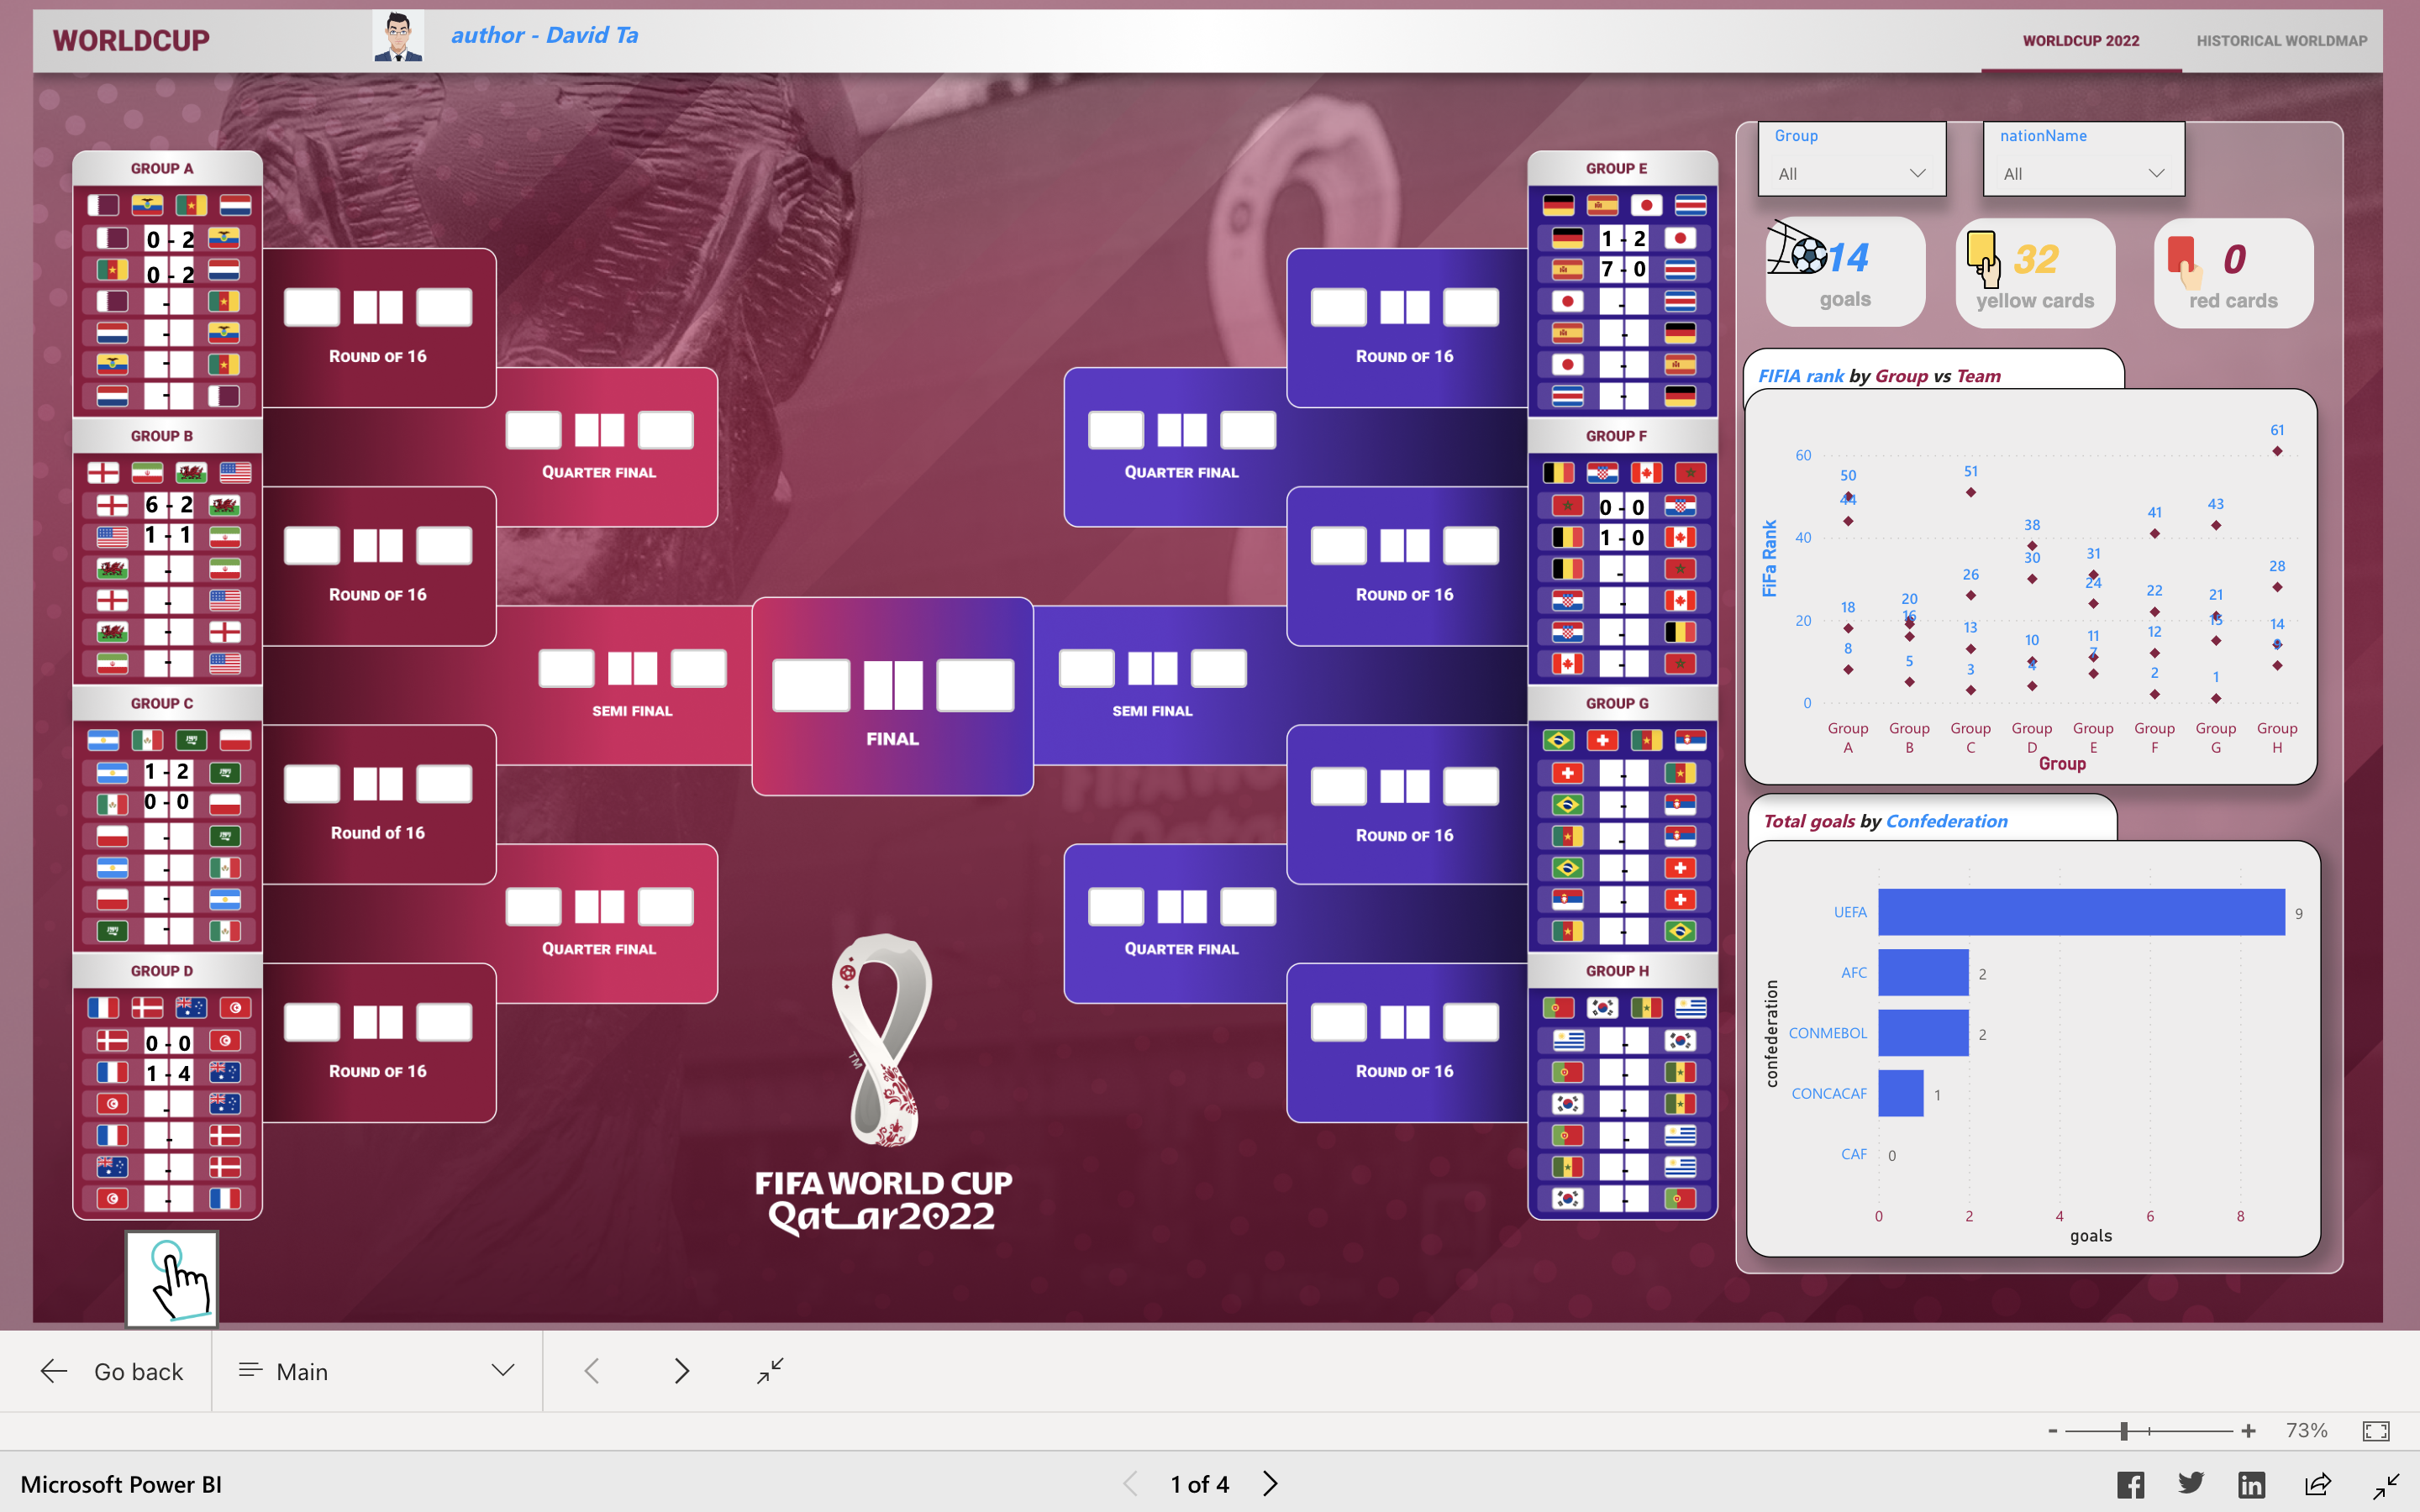 WORLDCUP
author - David Ta
WORLDCUP 2022
HISTORICAL WORLDMAP
GROUP A
0 - 2
0 - 2
-
-
-
-
GROUP B
6 - 2
1 - 1
-
-
-
-
GROUP C
1 - 2
0 - 0
-
-
-
-
GROUP D
0 - 0
1 - 4
-
-
-
-
ROUND OF 16
ROUND OF 16
Round of 16
ROUND OF 16
QUARTER FINAL
QUARTER FINAL
SEMI FINAL
FINAL
SEMI FINAL
QUARTER FINAL
QUARTER FINAL
ROUND OF 16
ROUND OF 16
ROUND OF 16
ROUND OF 16
TM
FIFA WORLD CUP
Qatar2022
GROUP E
1 - 2
7 - 0
-
-
-
-
GROUP F
0 - 0
1 - 0
-
-
-
-
GROUP G
-
-
-
-
-
-
GROUP H
-
-
-
-
-
-
Group
All
nationName
All
14
goals
32
yellow cards
0
red cards
FIFIA rank by Group vs Team
FiFa Rank
60
40
20
0
50
44
18
8
20
16
5
51
26
13
3
38
30
10
4
31
24
11
7
41
22
12
2
43
21
15
1
61
28
14
Group A
Group B
Group C
Group D
Group E
Group F
Group G
Group H
Group
Total goals by Confederation
confederation
UEFA 9
AFC 2
CONMEBOL 2
CONCACAF 1
CAF 0
0 2 4 6 8
goals
Go back
Main
- + 73%
Microsoft Power BI
1 of 4